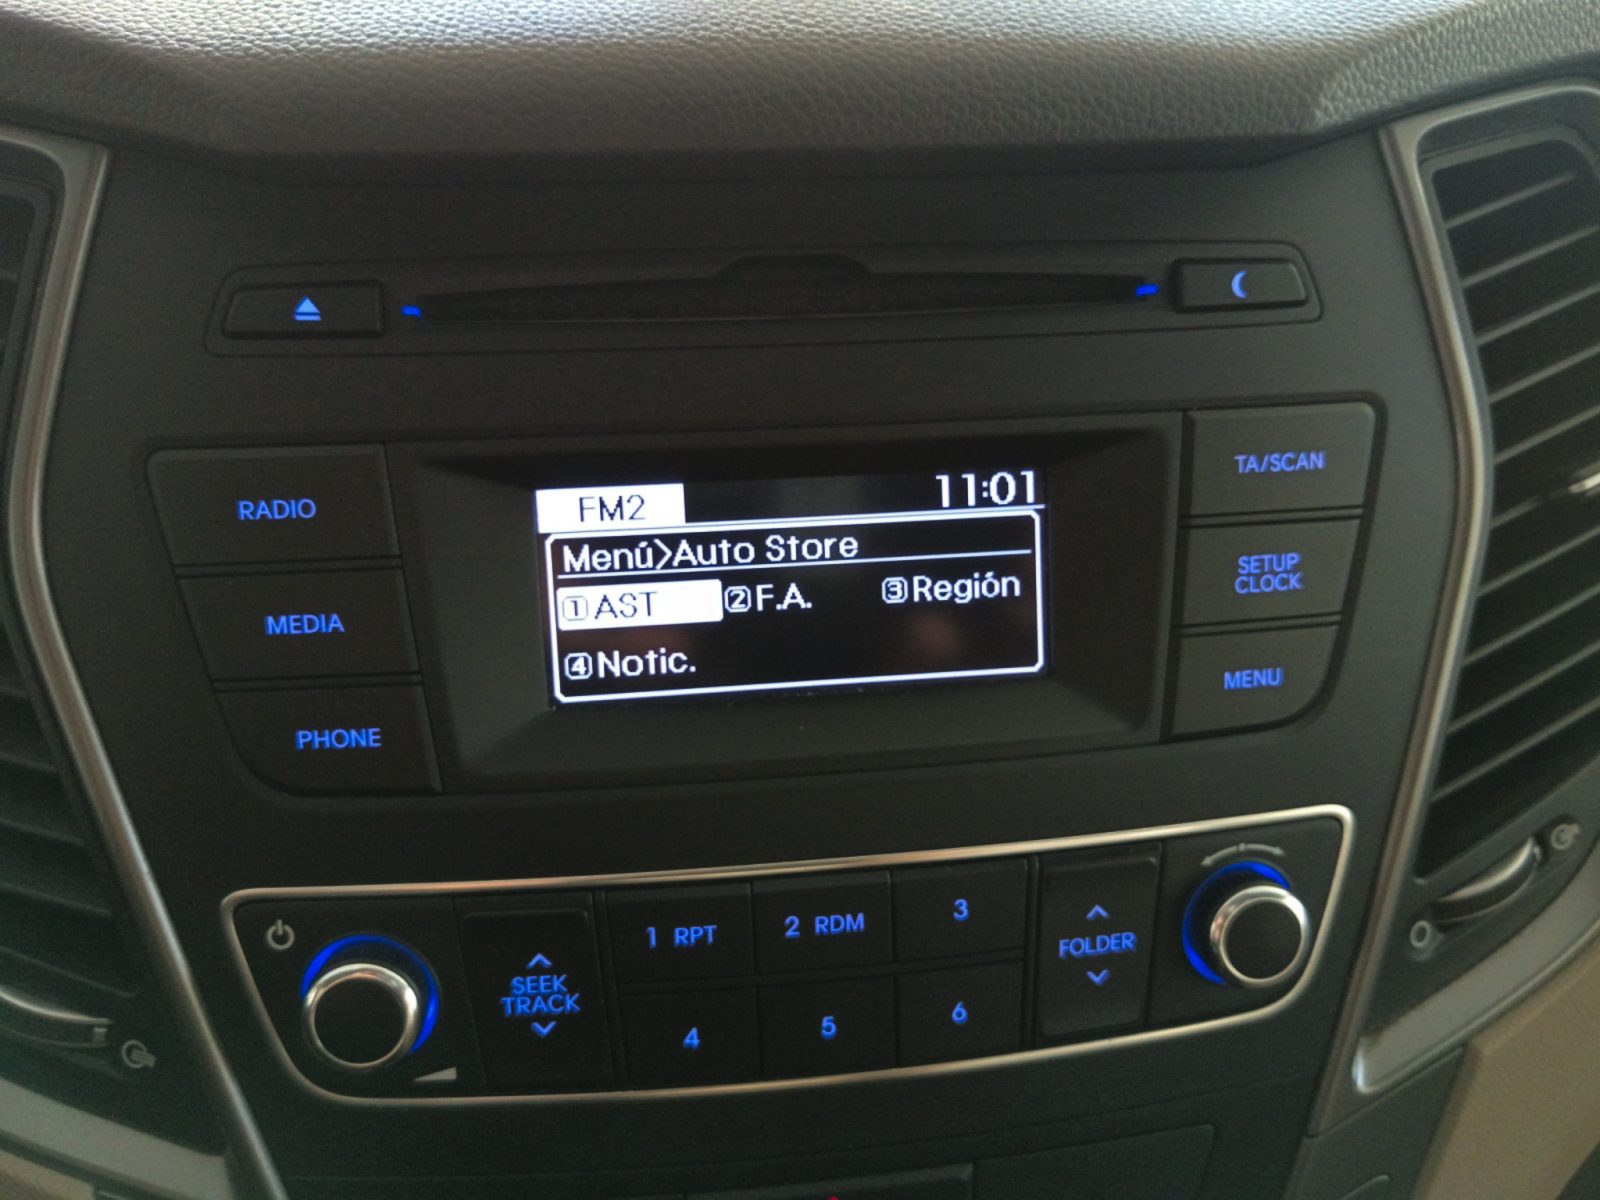 RADIO
MEDIA
PHONE
FM2 11:01
Menú>Auto Store
1 AST 2 F.A. 3 Región
4 Notic.
TA/SCAN
SETUP
CLOCK
MENU
SEEK
TRACK
1 RPT 2 RDM 3
4 5 6
FOLDER